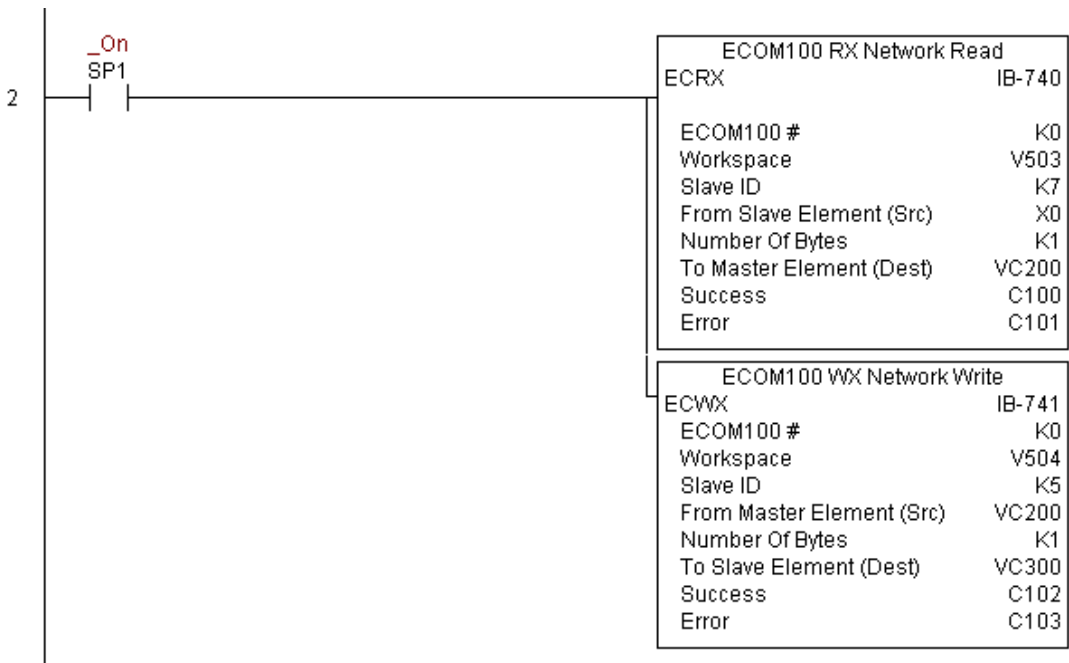 _On
SP1
2
ECOM100 RX Network Read
ECRX IB-740
ECOM100 # K0
Workspace V503
Slave ID K7
From Slave Element (Src) X0
Number Of Bytes K1
To Master Element (Dest) VC200
Success C100
Error C101
ECOM100 WX Network Write
ECWX IB-741
ECOM100 # K0
Workspace V504
Slave ID K5
From Master Element (Src) VC200
Number Of Bytes K1
To Slave Element (Dest) VC300
Success C102
Error C103